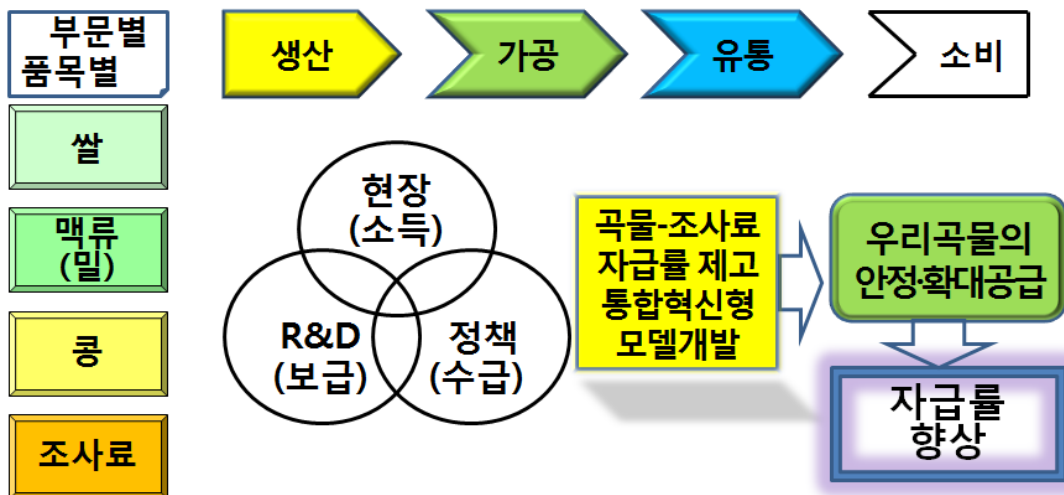 부문별
품목별
생산
가공
유통
소비
쌀
맥류
(밀)
콩
조사료
현장
(소득)
R&D
(보급)
정책
(수급)
곡물-조사료
자급률 제고
통합혁신형
모델개발
우리곡물의
안정·확대공급
자급률
향상